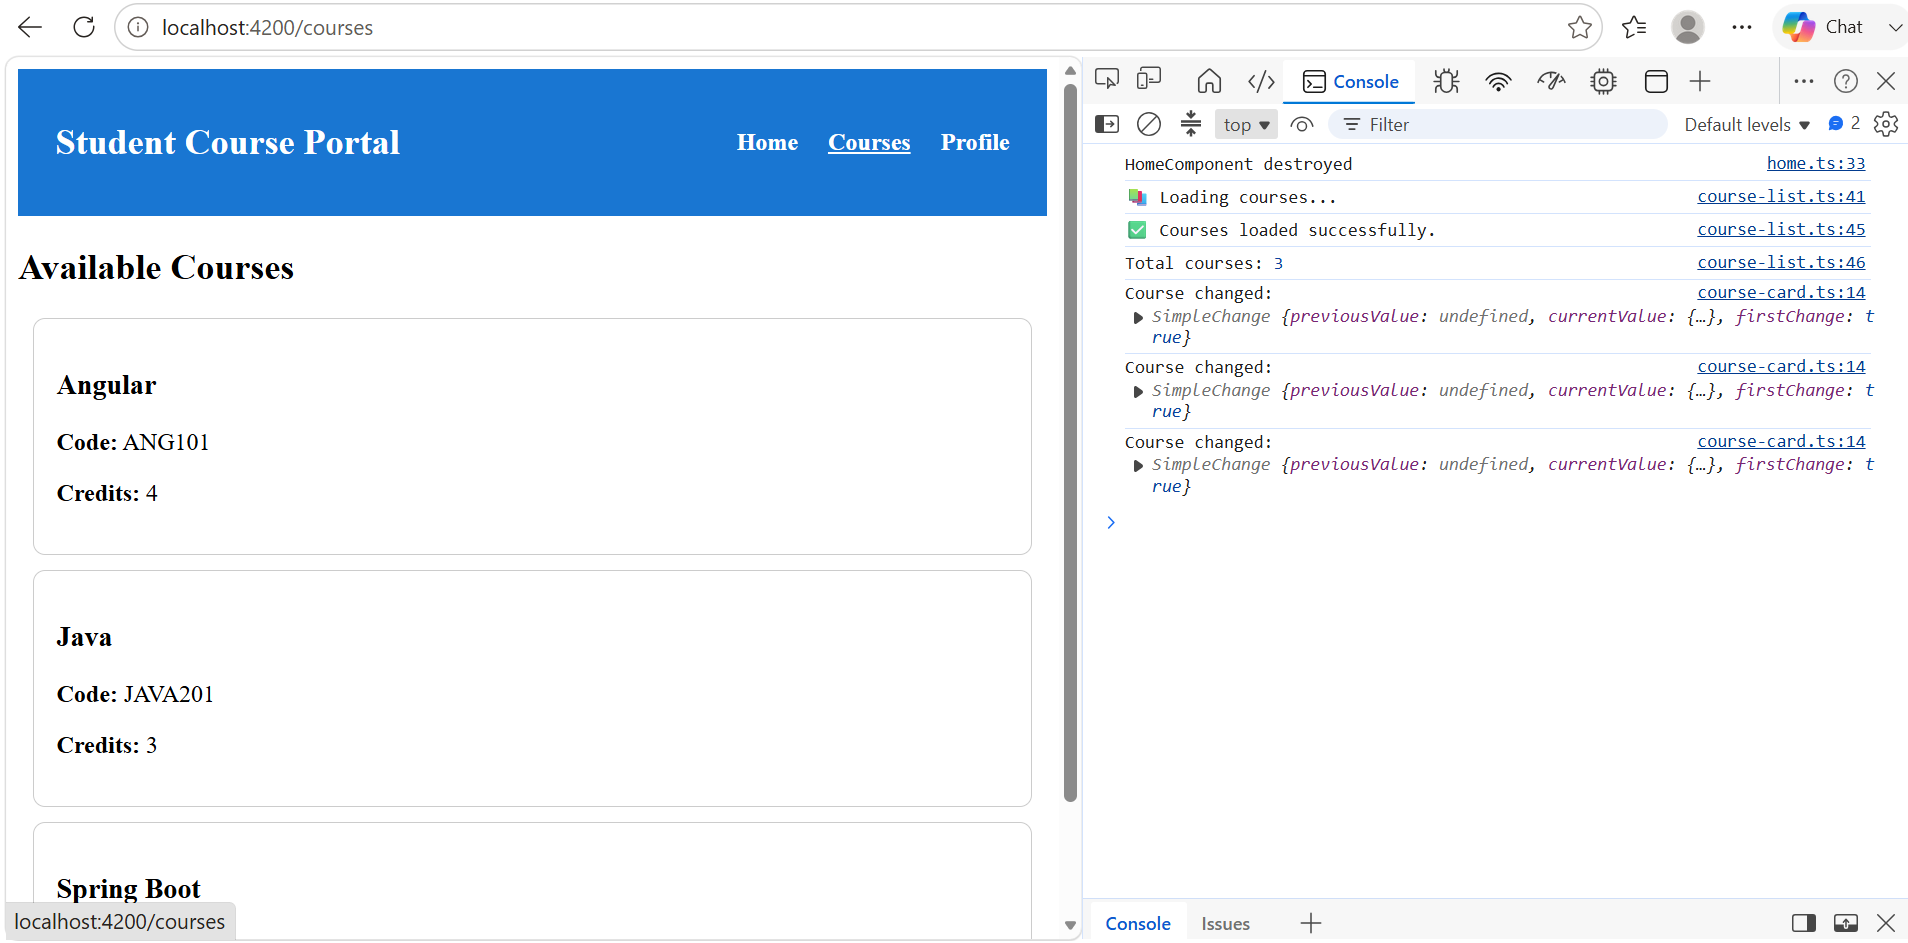 localhost:4200/courses
Chat
Student Course Portal
Home Courses Profile
Available Courses
Angular
Code: ANG101
Credits: 4
Java
Code: JAVA201
Credits: 3
Spring Boot
localhost:4200/courses
Console
top
Filter
Default levels
2
HomeComponent destroyed home.ts:33
📚 Loading courses... course-list.ts:41
✅ Courses loaded successfully. course-list.ts:45
Total courses: 3 course-list.ts:46
Course changed: course-card.ts:14
SimpleChange {previousValue: undefined, currentValue: {…}, firstChange: t
rue}
Course changed: course-card.ts:14
SimpleChange {previousValue: undefined, currentValue: {…}, firstChange: t
rue}
Course changed: course-card.ts:14
SimpleChange {previousValue: undefined, currentValue: {…}, firstChange: t
rue}
Console Issues